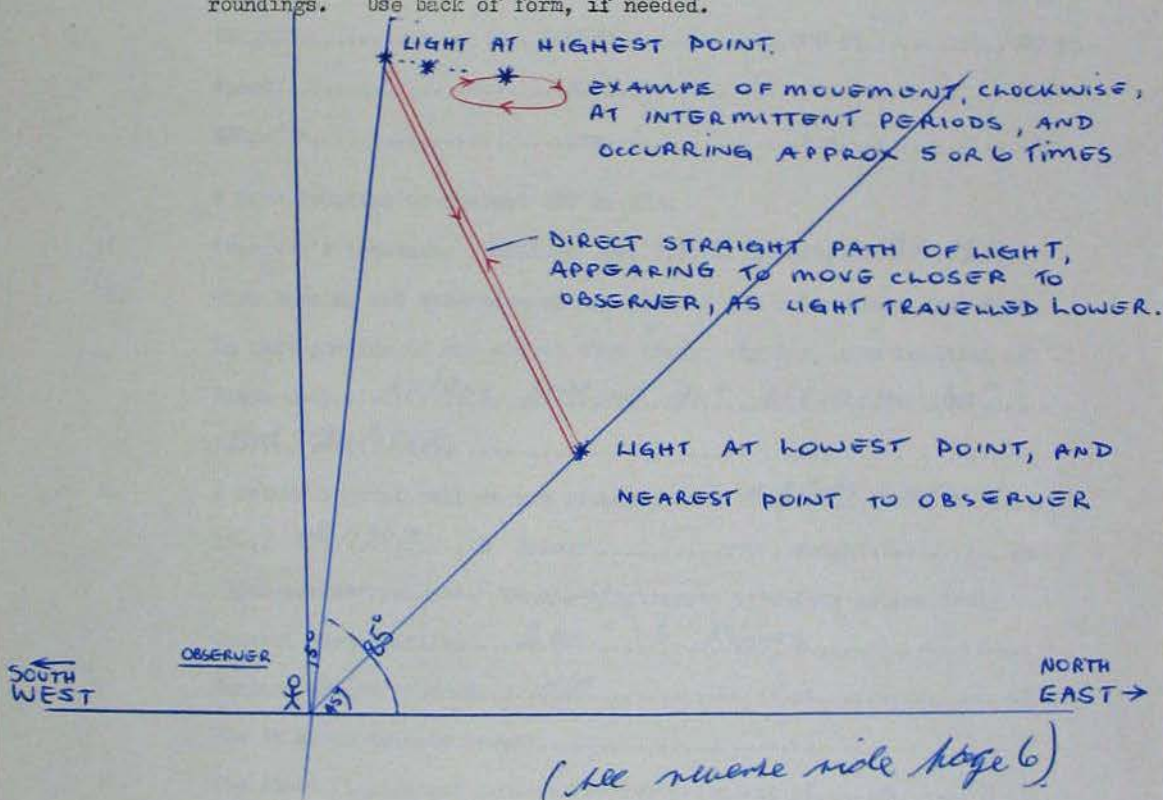 roundings. Use back of form, if needed.
LIGHT AT HIGHEST POINT.
EXAMPE OF MOVEMENT, CLOCKWISE,
AT INTERMITTENT PERIODS, AND
OCCURRING APPROX 5 OR 6 TIMES
DIRECT STRAIGHT PATH OF LIGHT,
APPEARING TO MOVE CLOSER TO
OBSERVER, AS LIGHT TRAVELLED LOWER.
LIGHT AT LOWEST POINT, AND
NEAREST POINT TO OBSERVER
85°
45°
OBSERVER
SOUTH
WEST
NORTH
EAST →
(see reverse side page 6)